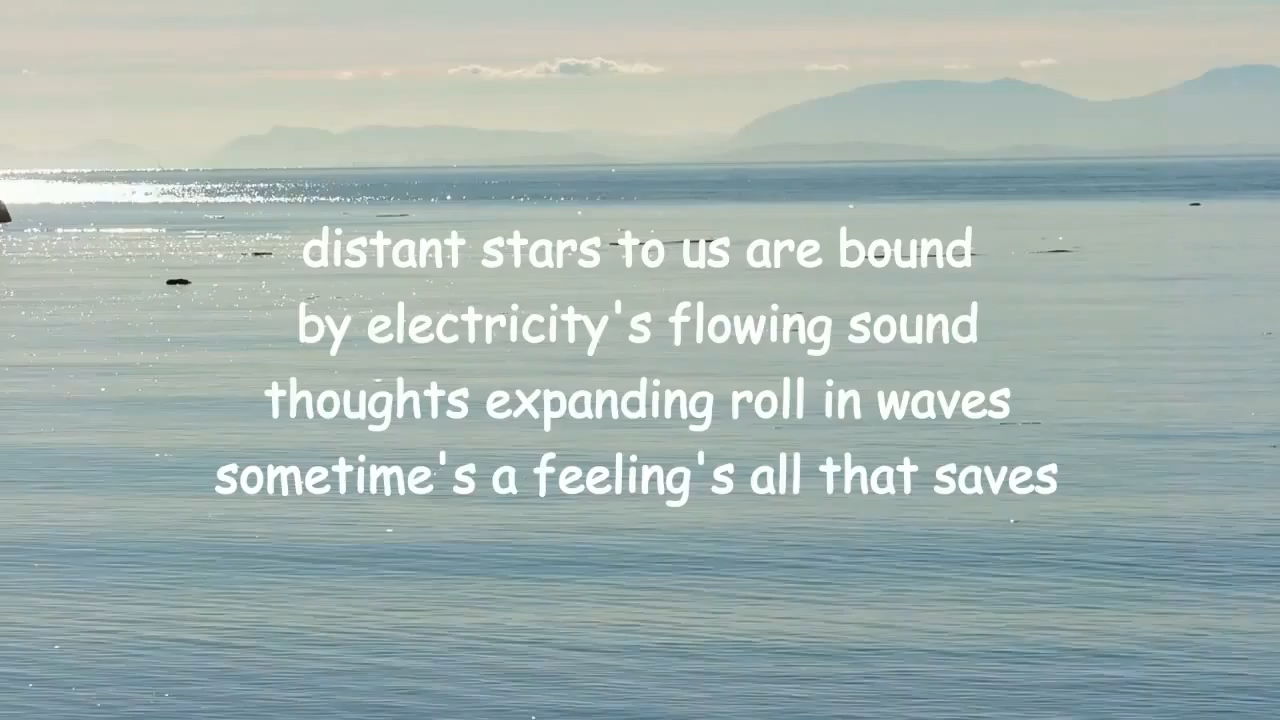 distant stars to us are bound
by electricity's flowing sound
thoughts expanding roll in waves
sometime's a feeling's all that saves